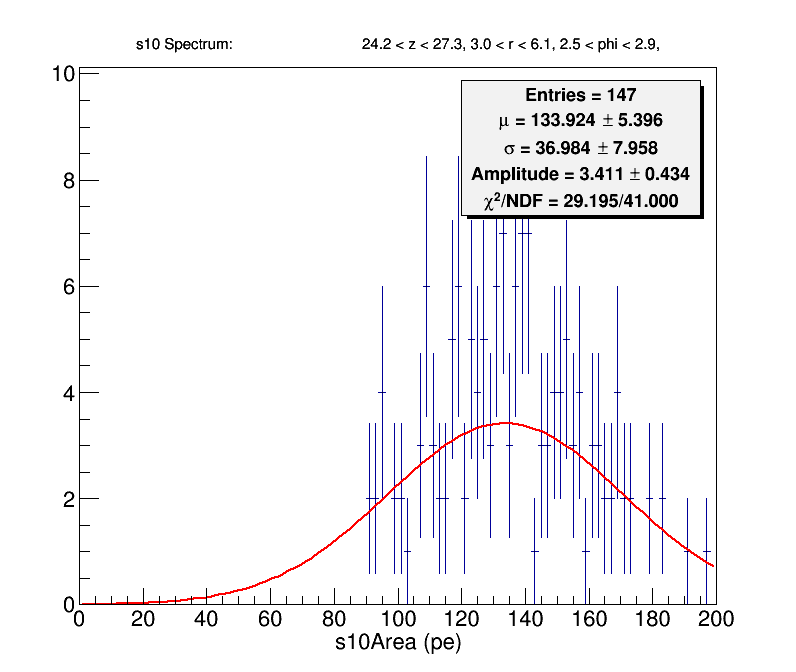 s10 Spectrum: 24.2 < z < 27.3, 3.0 < r < 6.1, 2.5 < phi < 2.9,
Entries = 147
μ = 133.924 ± 5.396
σ = 36.984 ± 7.958
Amplitude = 3.411 ± 0.434
χ²/NDF = 29.195/41.000
10
8
6
4
2
0
0 20 40 60 80 100 120 140 160 180 200
s10Area (pe)